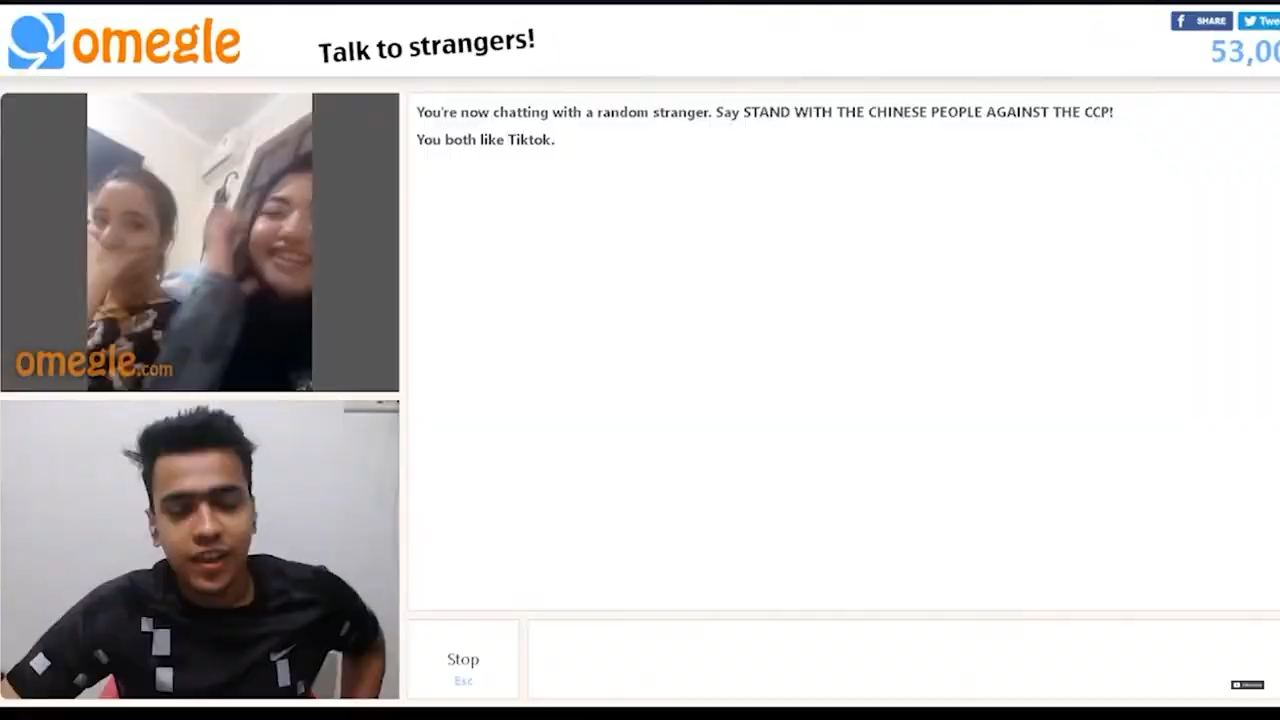 omegle
Talk to strangers!
SHARE
Twe
53,00
You're now chatting with a random stranger. Say STAND WITH THE CHINESE PEOPLE AGAINST THE CCP!
You both like Tiktok.
omegle.com
Stop
Esc